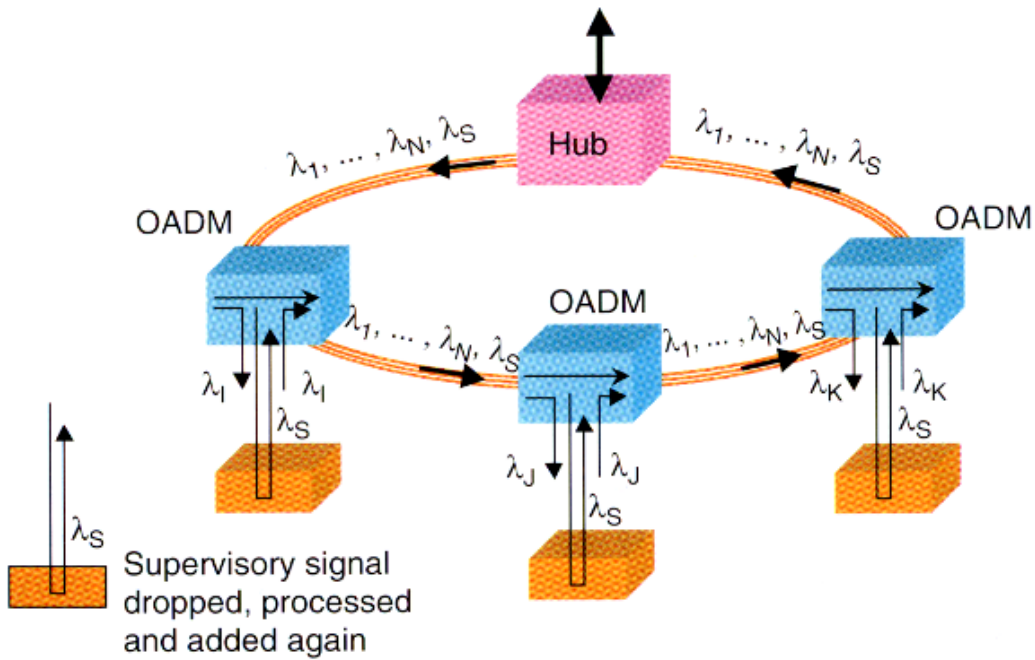 Hub
λ1, ... , λN, λS
λ1, ... , λN, λS
OADM
OADM
OADM
λ1, ... , λN, λS
λ1, ... , λN, λS
λI
λI
λS
λJ
λJ
λS
λK
λK
λS
λS
Supervisory signal
dropped, processed
and added again